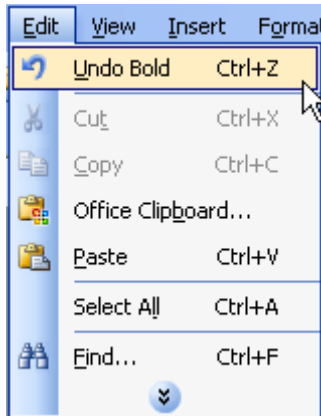 Edit View Insert Forma
Undo Bold Ctrl+Z
Cut Ctrl+X
Copy Ctrl+C
Office Clipboard...
Paste Ctrl+V
Select All Ctrl+A
Find... Ctrl+F